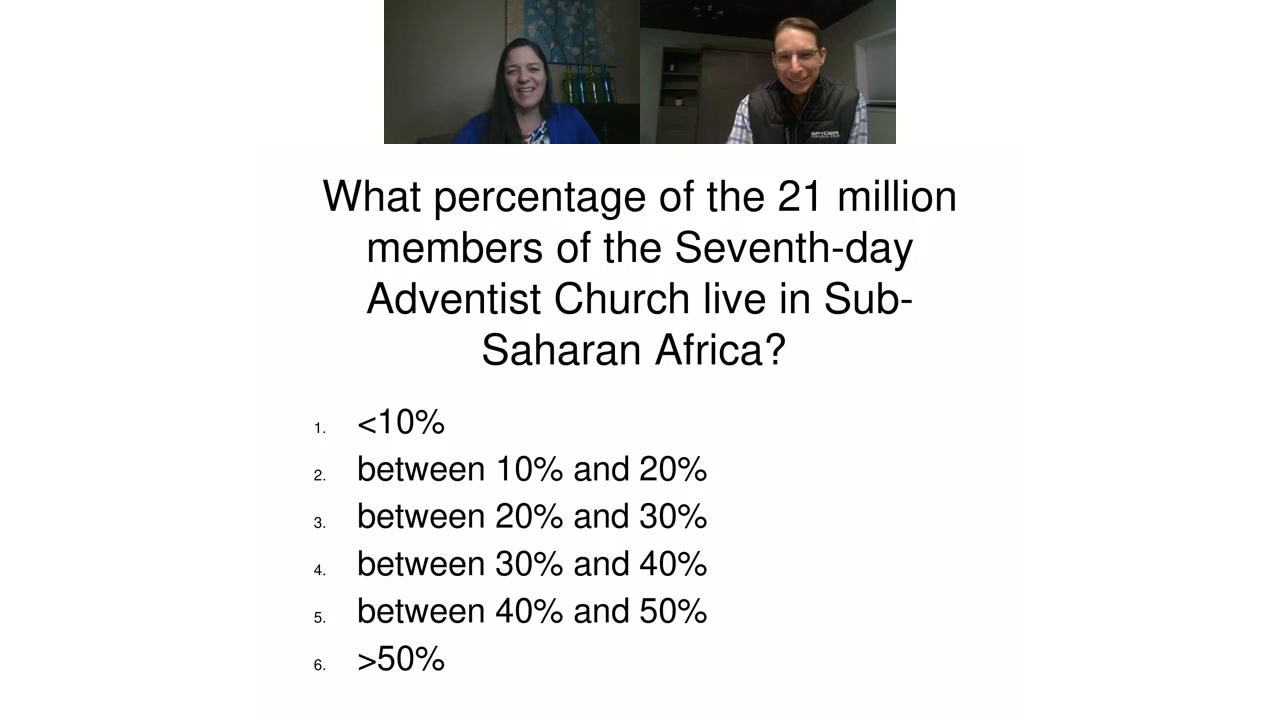 SPYDER
What percentage of the 21 million
members of the Seventh-day
Adventist Church live in Sub-
Saharan Africa?
1. <10%
2. between 10% and 20%
3. between 20% and 30%
4. between 30% and 40%
5. between 40% and 50%
6. >50%